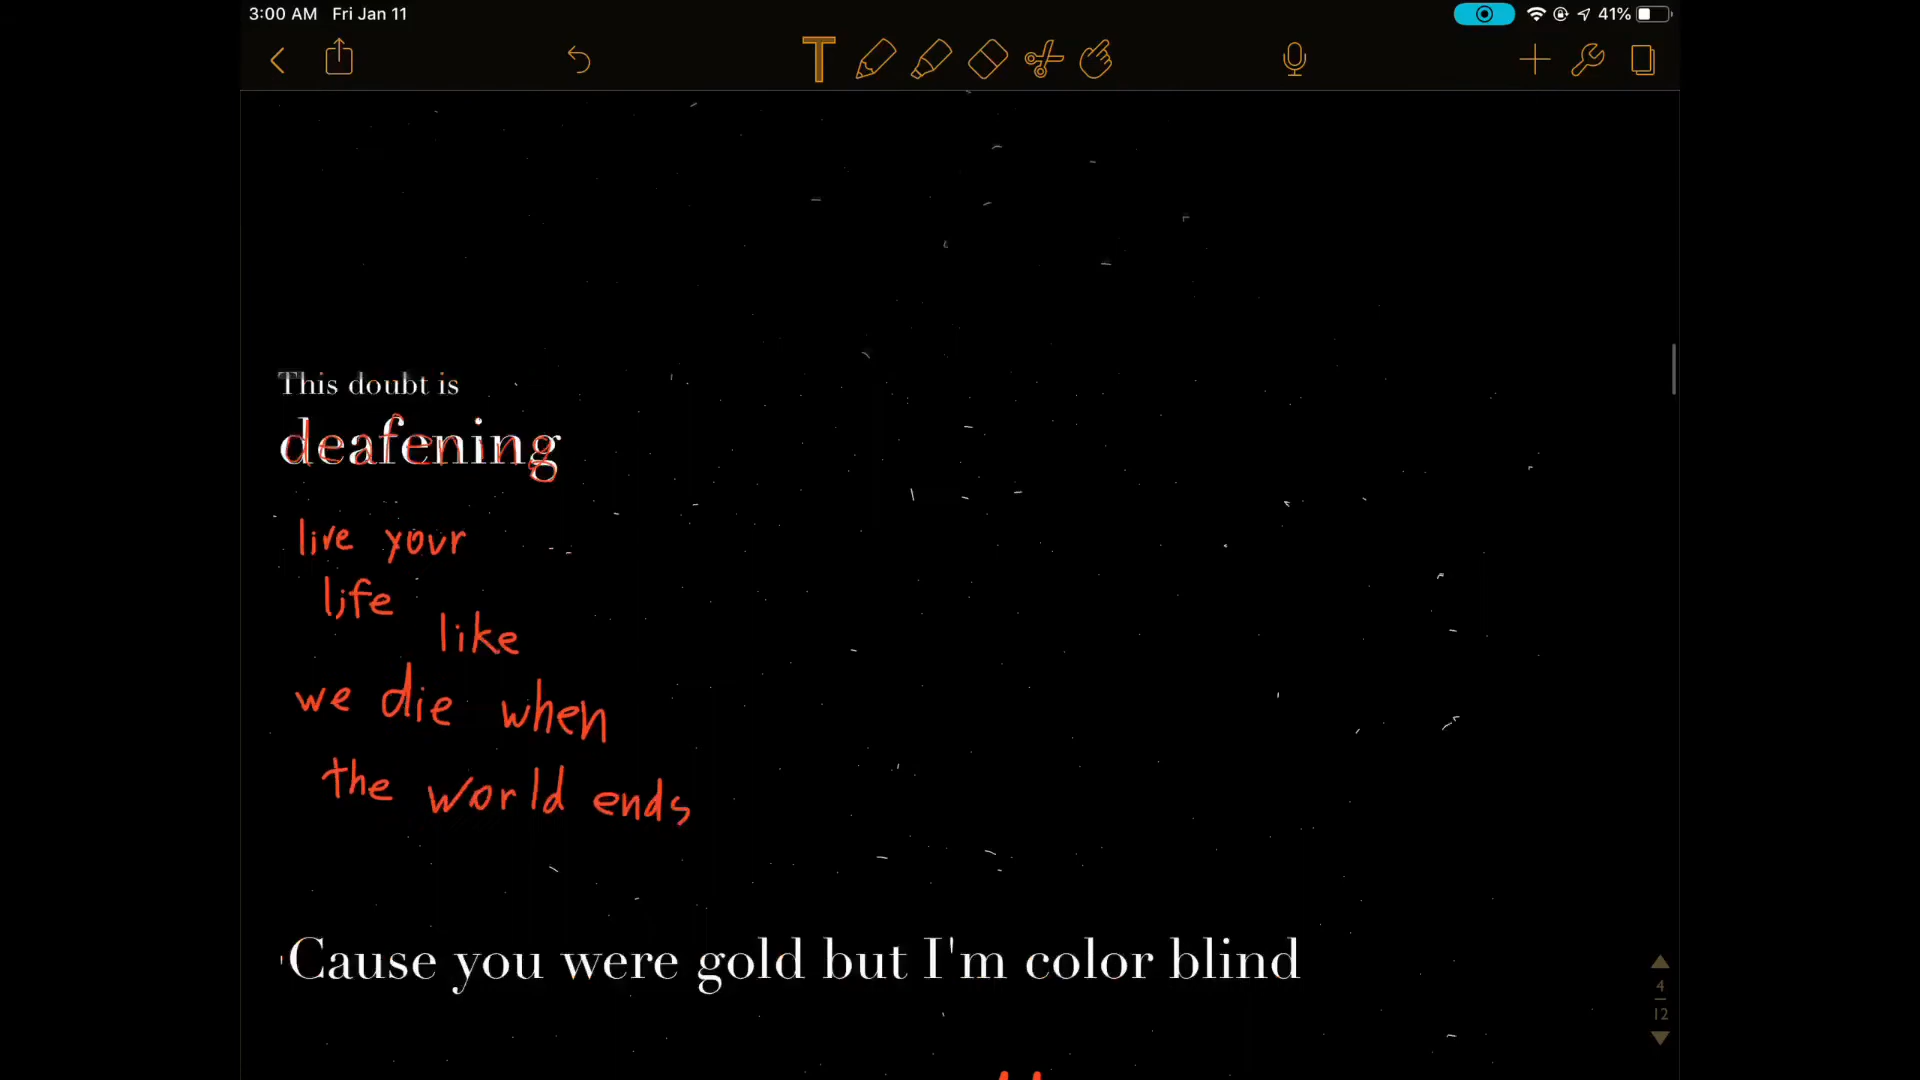 3:00 AM Fri Jan 11
41%
T
This doubt is
deafening
live your
life
like
we die when
the world ends
'Cause you were gold but I'm color blind
4
12